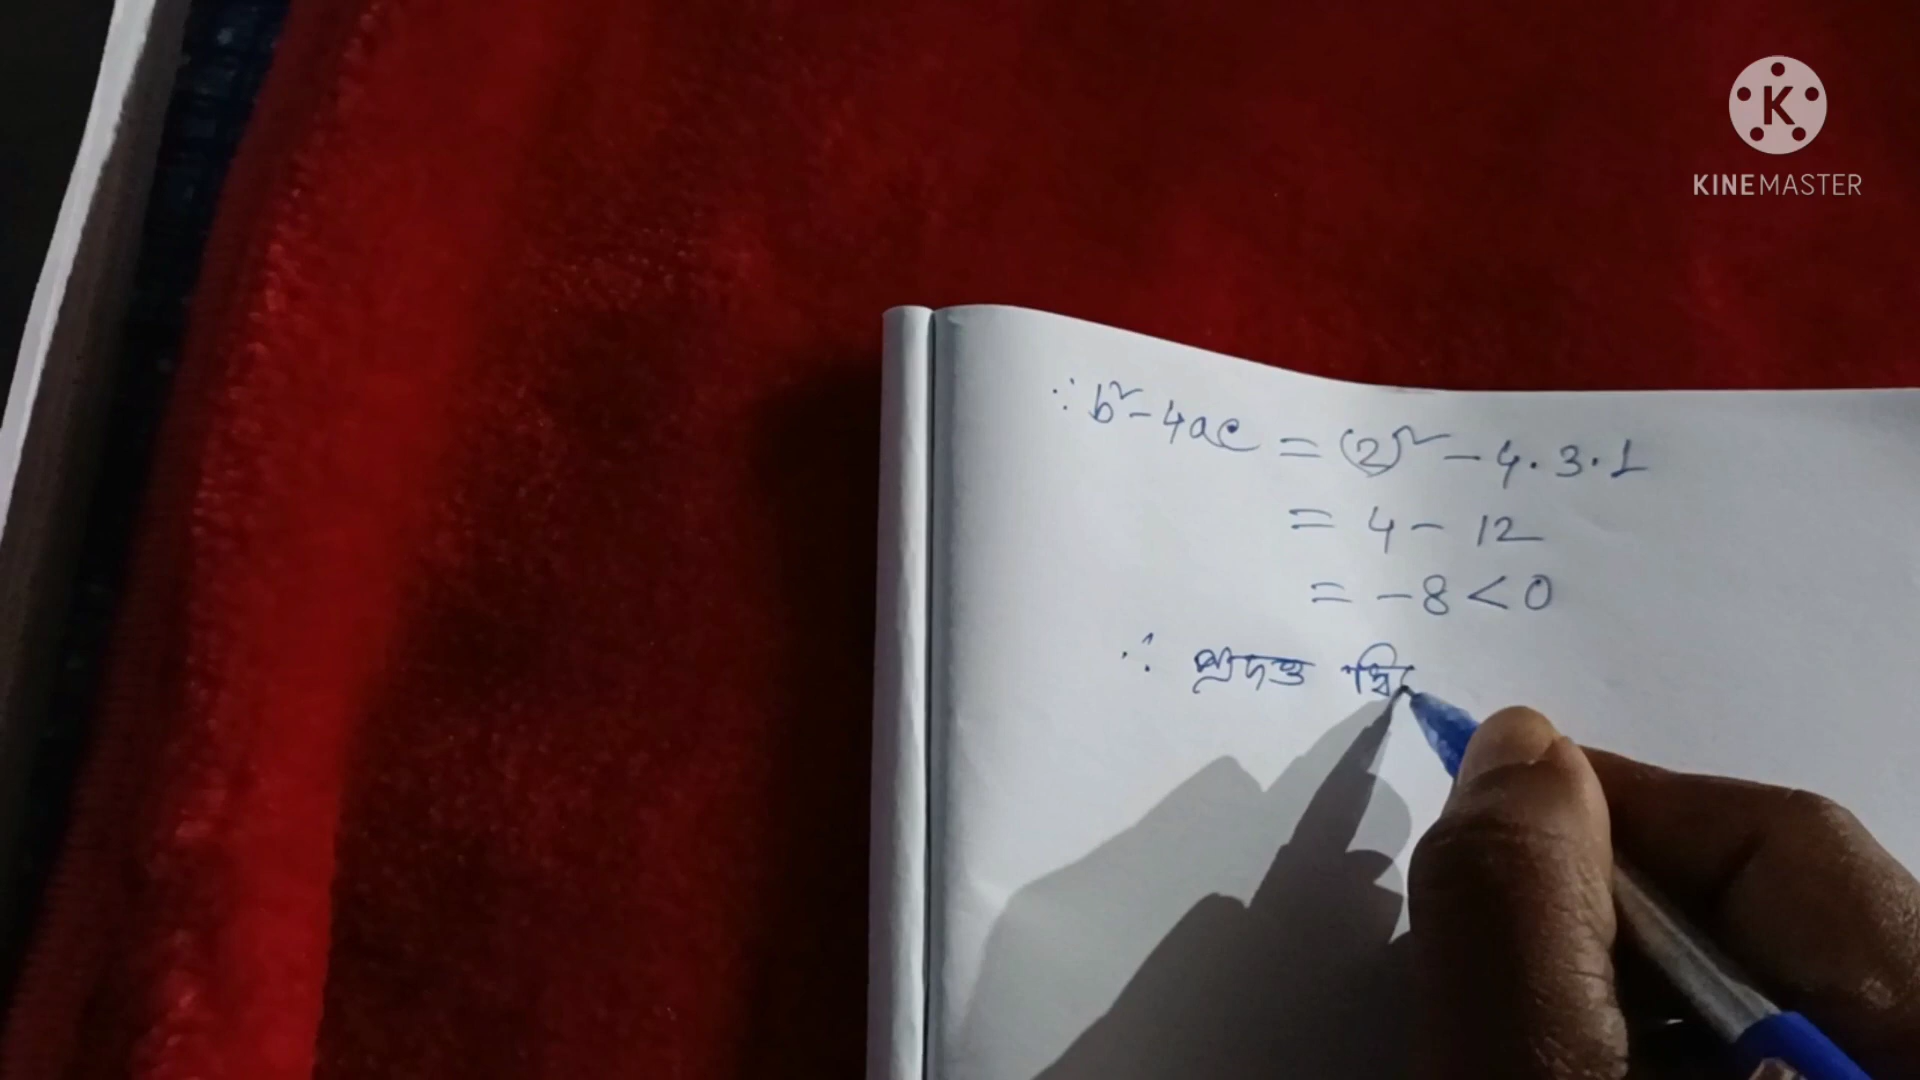 ∵ b² - 4ac = (2)² - 4.3.1
= 4 - 12
= -8 < 0
∴ প্রদত্ত দ্বি
KINEMASTER